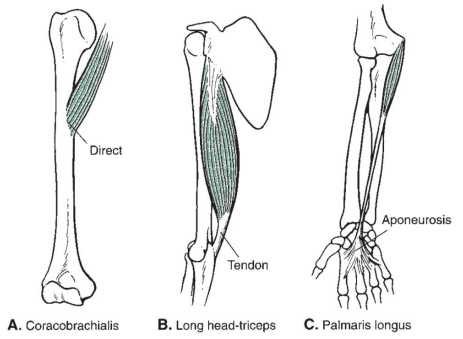 Direct
Aponeurosis
Tendon
A. Coracobrachialis
B. Long head-triceps
C. Palmaris longus